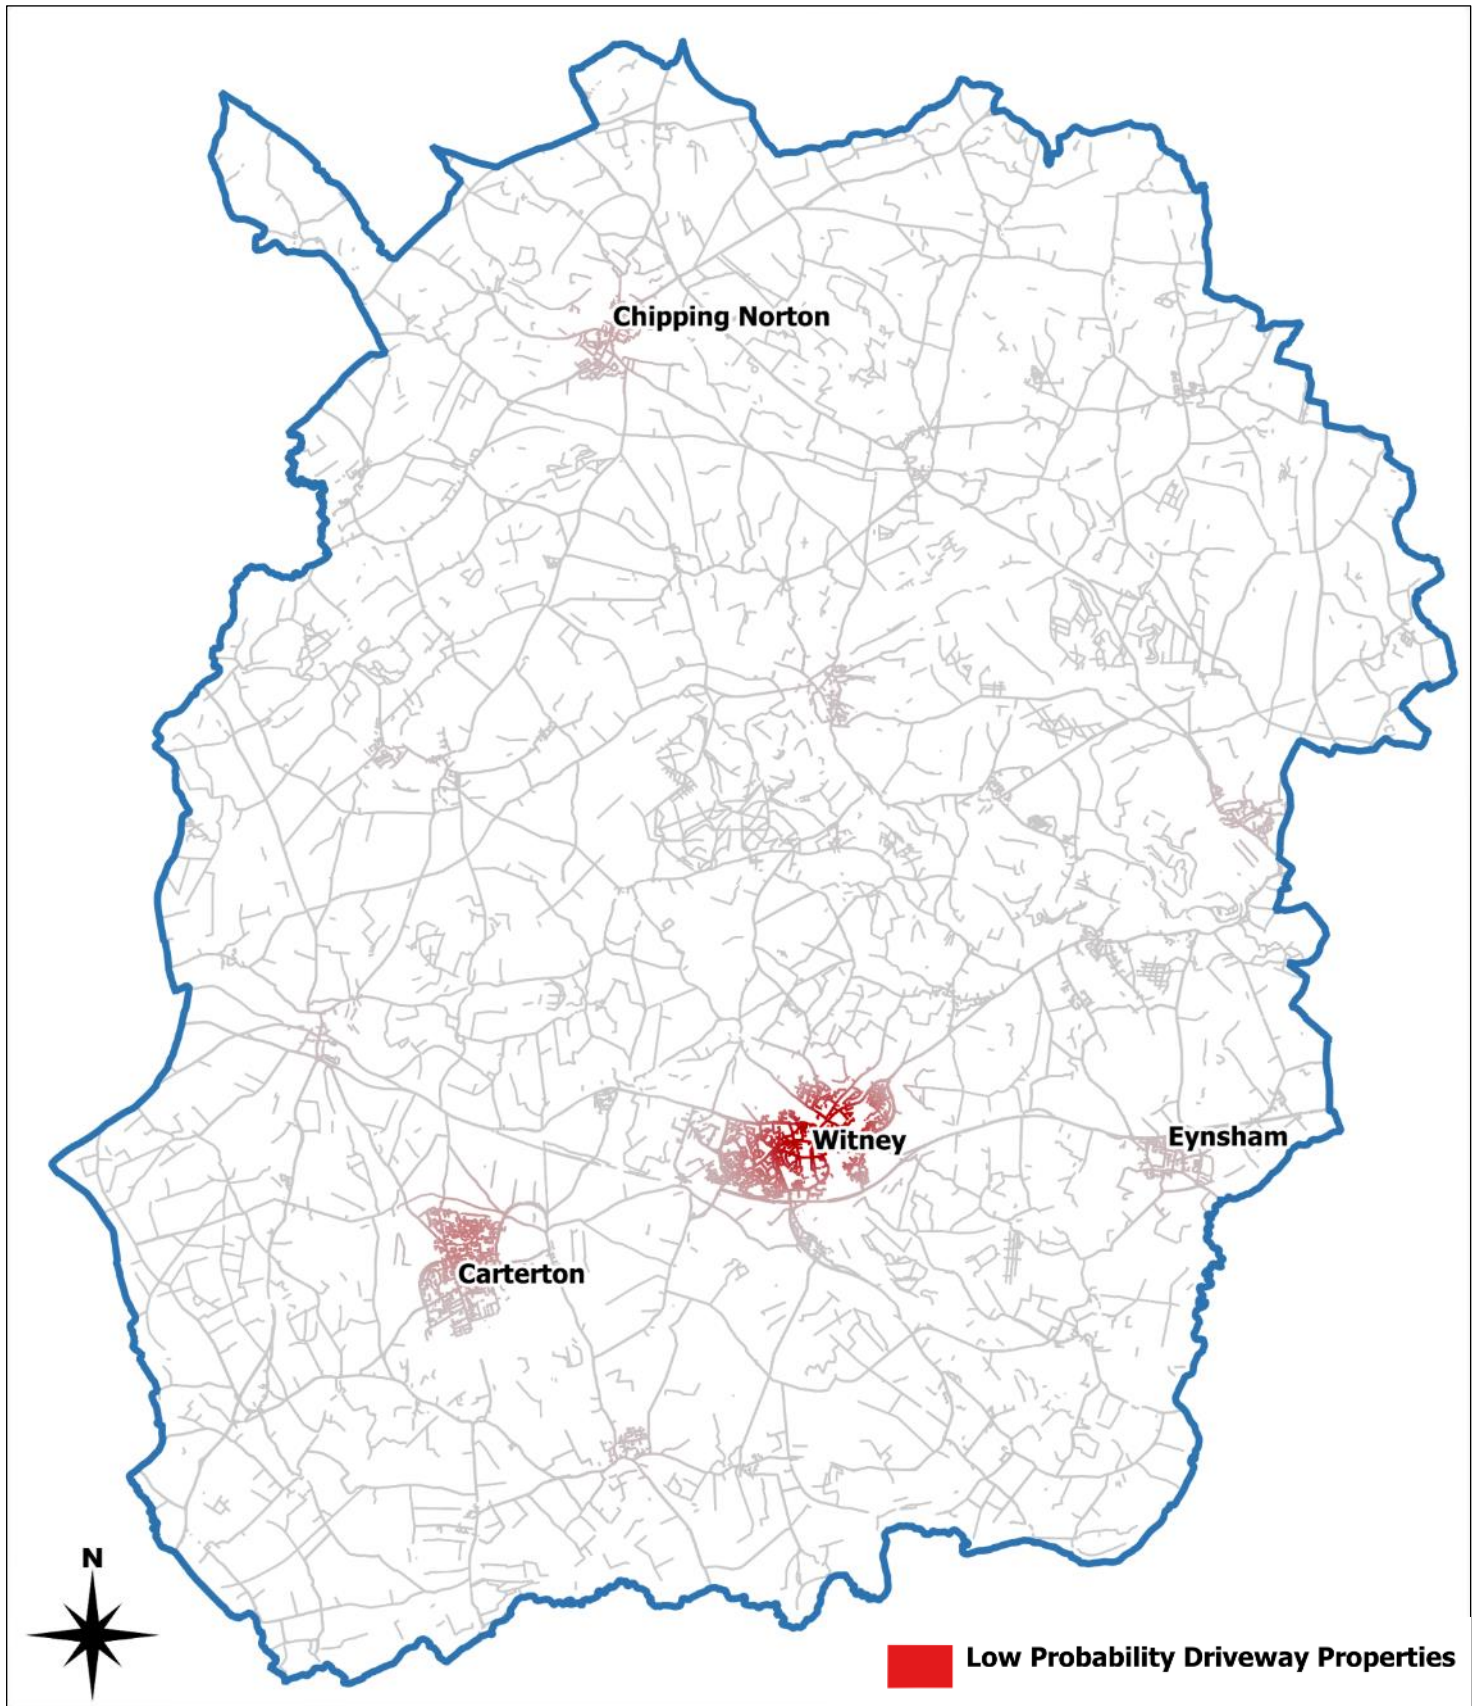 Chipping Norton
Witney
Eynsham
Carterton
N
Low Probability Driveway Properties